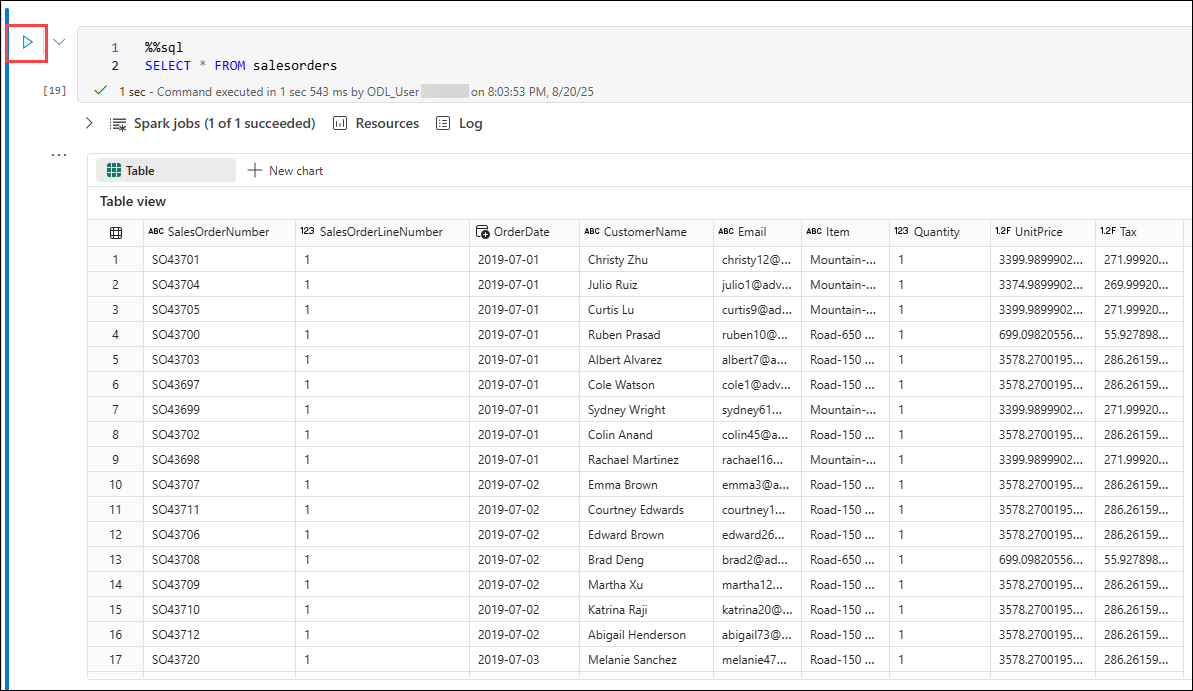 1 %%sql
2 SELECT * FROM salesorders
[19] 1 sec - Command executed in 1 sec 543 ms by ODL_User on 8:03:53 PM, 8/20/25
Spark jobs (1 of 1 succeeded) Resources Log
...
Table New chart
Table view
ABC SalesOrderNumber 123 SalesOrderLineNumber OrderDate ABC CustomerName ABC Email ABC Item 123 Quantity 1.2F UnitPrice 1.2F Tax
1 SO43701 1 2019-07-01 Christy Zhu christy12@... Mountain-... 1 3399.9899902... 271.99920...
2 SO43704 1 2019-07-01 Julio Ruiz julio1@adv... Mountain-... 1 3374.9899902... 269.99920...
3 SO43705 1 2019-07-01 Curtis Lu curtis9@ad... Mountain-... 1 3399.9899902... 271.99920...
4 SO43700 1 2019-07-01 Ruben Prasad ruben10@... Road-650 ... 1 699.09820556... 55.927898...
5 SO43703 1 2019-07-01 Albert Alvarez albert7@a... Road-150 ... 1 3578.2700195... 286.26159...
6 SO43697 1 2019-07-01 Cole Watson cole1@adv... Road-150 ... 1 3578.2700195... 286.26159...
7 SO43699 1 2019-07-01 Sydney Wright sydney61... Mountain-... 1 3399.9899902... 271.99920...
8 SO43702 1 2019-07-01 Colin Anand colin45@a... Road-150 ... 1 3578.2700195... 286.26159...
9 SO43698 1 2019-07-01 Rachael Martinez rachael16... Mountain-... 1 3399.9899902... 271.99920...
10 SO43707 1 2019-07-02 Emma Brown emma3@a... Road-150 ... 1 3578.2700195... 286.26159...
11 SO43711 1 2019-07-02 Courtney Edwards courtney1... Road-150 ... 1 3578.2700195... 286.26159...
12 SO43706 1 2019-07-02 Edward Brown edward26... Road-150 ... 1 3578.2700195... 286.26159...
13 SO43708 1 2019-07-02 Brad Deng brad2@ad... Road-650 ... 1 699.09820556... 55.927898...
14 SO43709 1 2019-07-02 Martha Xu martha12... Road-150 ... 1 3578.2700195... 286.26159...
15 SO43710 1 2019-07-02 Katrina Raji katrina20@... Road-150 ... 1 3578.2700195... 286.26159...
16 SO43712 1 2019-07-02 Abigail Henderson abigail73@... Road-150 ... 1 3578.2700195... 286.26159...
17 SO43720 1 2019-07-03 Melanie Sanchez melanie47... Road-150 ... 1 3578.2700195... 286.26159...